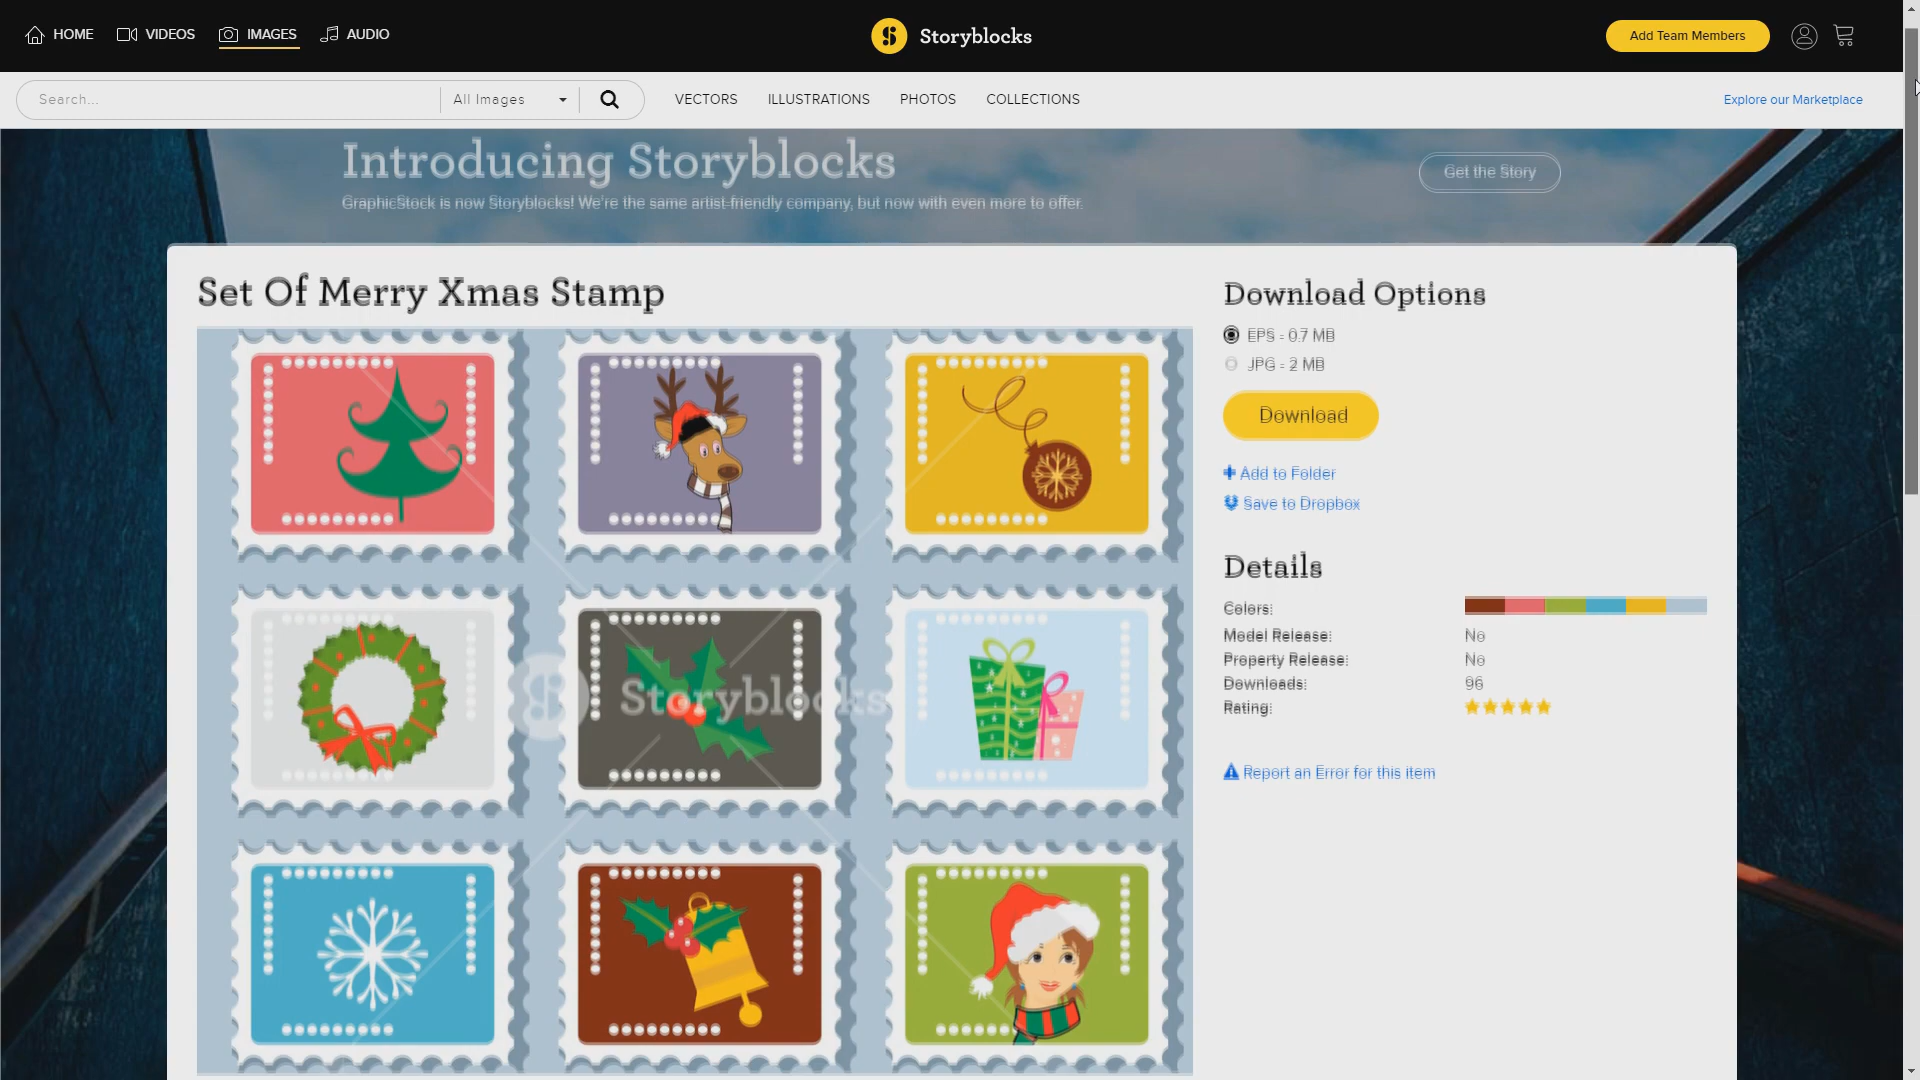 HOME VIDEOS IMAGES AUDIO Storyblocks Add Team Members
Search... All Images VECTORS ILLUSTRATIONS PHOTOS COLLECTIONS Explore our Marketplace
Introducing Storyblocks
Get the Story
GraphicStock is now Storyblocks! We're the same artist-friendly company, but now with even more to offer.
Set Of Merry Xmas Stamp
Download Options
EPS - 0.7 MB
JPG - 2 MB
Download
Add to Folder
Save to Dropbox
Details
Colors:
Model Release: No
Property Release: No
Downloads: 96
Rating:
Storyblocks
Report an Error for this item